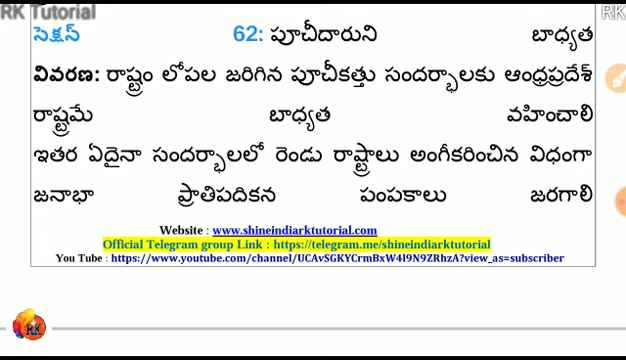 RK Tutorial
RK
సెక్షన్ 62: పూచీదారుని బాధ్యత
వివరణ: రాష్ట్రం లోపల జరిగిన పూచీకత్తు సందర్భాలకు ఆంధ్రప్రదేశ్
రాష్ట్రమే బాధ్యత వహించాలి
ఇతర ఏదైనా సందర్భాలలో రెండు రాష్ట్రాలు అంగీకరించిన విధంగా
జనాభా ప్రాతిపదికన పంపకాలు జరగాలి
Website : www.shineindiarktutorial.com
Official Telegram group Link : https://telegram.me/shineindiarktutorial
You Tube : https://www.youtube.com/channel/UCAvSGKYCrmBxW4l9N9ZRhzA?view_as=subscriber
RK